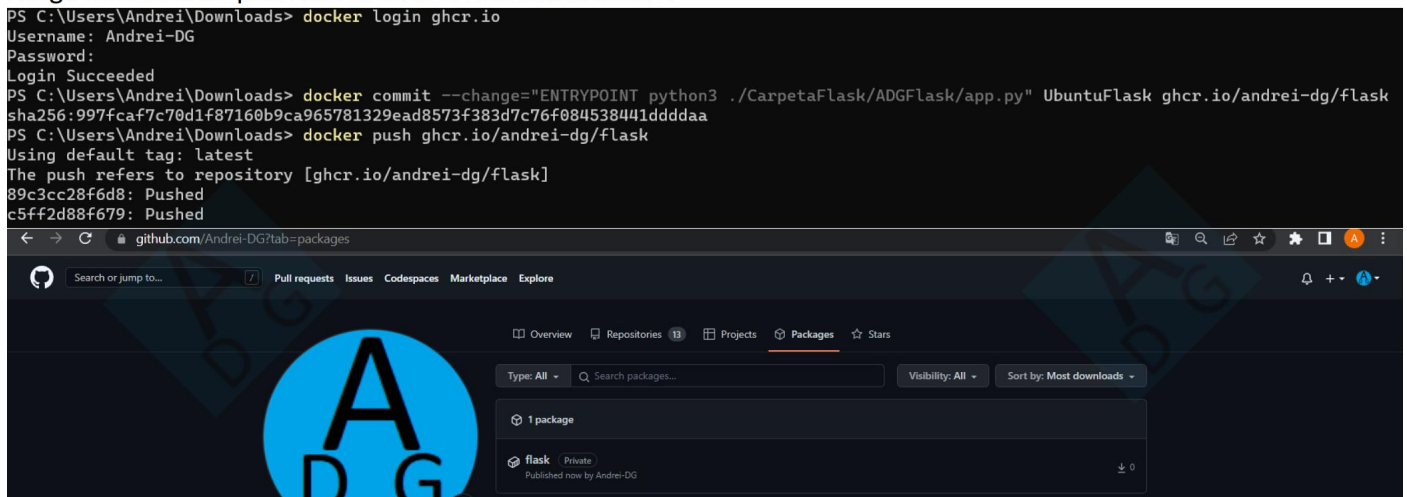 PS C:\Users\Andrei\Downloads> docker login ghcr.io
Username: Andrei-DG
Password:
Login Succeeded
PS C:\Users\Andrei\Downloads> docker commit --change="ENTRYPOINT python3 ./CarpetaFlask/ADGFlask/app.py" UbuntuFlask ghcr.io/andrei-dg/flask
sha256:997fcaf7c70d1f87160b9ca965781329ead8573f383d7c76f084538441ddddaa
PS C:\Users\Andrei\Downloads> docker push ghcr.io/andrei-dg/flask
Using default tag: latest
The push refers to repository [ghcr.io/andrei-dg/flask]
89c3cc28f6d8: Pushed
c5ff2d88f679: Pushed
github.com/Andrei-DG?tab=packages
A
Search or jump to... / Pull requests Issues Codespaces Marketplace Explore
Overview Repositories 13 Projects Packages Stars
Type: All Search packages... Visibility: All Sort by: Most downloads
1 package
flask Private
Published now by Andrei-DG 0
A
D G